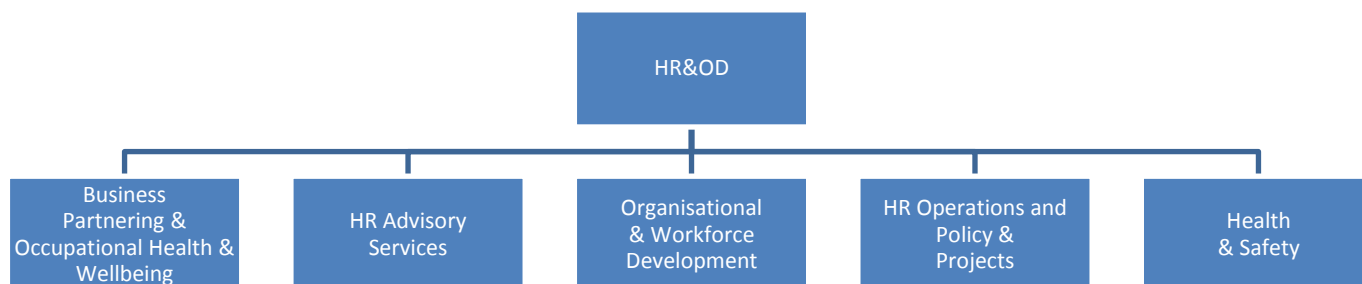 HR&OD
Business
Partnering &
Occupational Health &
Wellbeing
HR Advisory
Services
Organisational
& Workforce
Development
HR Operations and
Policy &
Projects
Health
& Safety